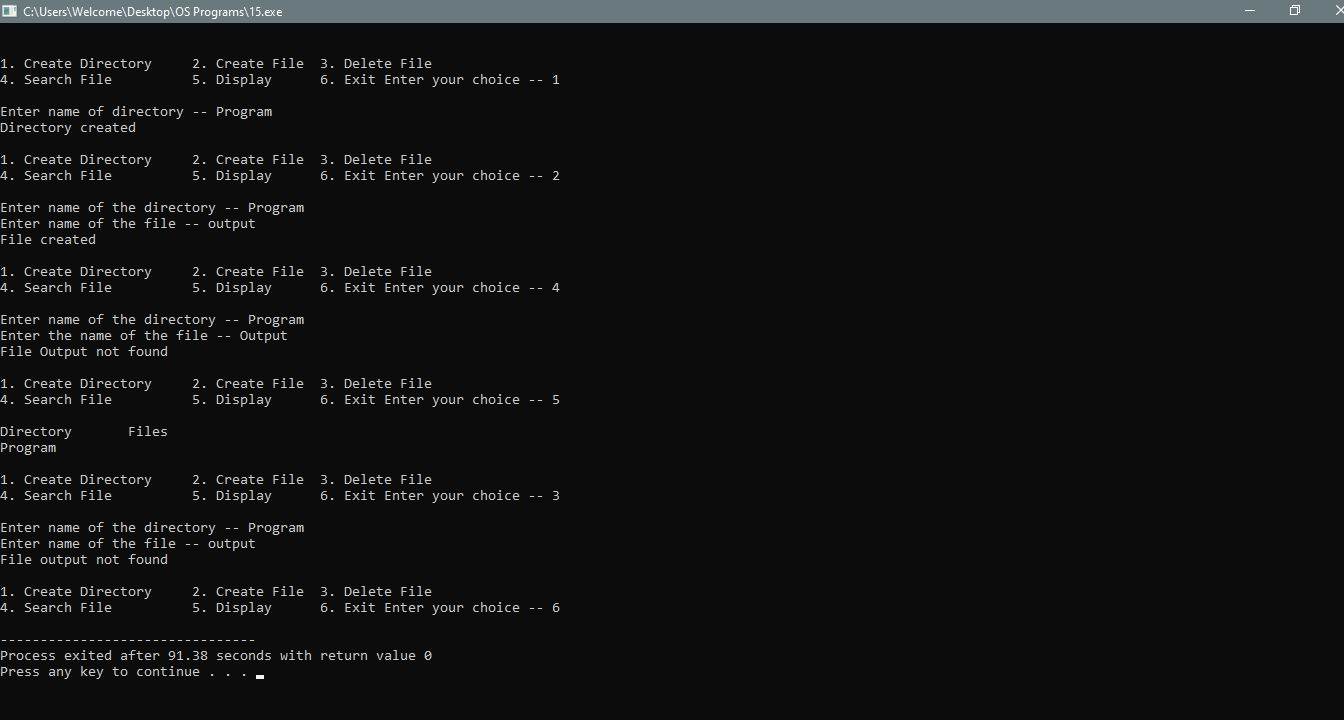 C:\Users\Welcome\Desktop\OS Programs\15.exe
1. Create Directory     2. Create File  3. Delete File
4. Search File          5. Display      6. Exit Enter your choice -- 1
Enter name of directory -- Program
Directory created
1. Create Directory     2. Create File  3. Delete File
4. Search File          5. Display      6. Exit Enter your choice -- 2
Enter name of the directory -- Program
Enter name of the file -- output
File created
1. Create Directory     2. Create File  3. Delete File
4. Search File          5. Display      6. Exit Enter your choice -- 4
Enter name of the directory -- Program
Enter the name of the file -- Output
File Output not found
1. Create Directory     2. Create File  3. Delete File
4. Search File          5. Display      6. Exit Enter your choice -- 5
Directory       Files
Program
1. Create Directory     2. Create File  3. Delete File
4. Search File          5. Display      6. Exit Enter your choice -- 3
Enter name of the directory -- Program
Enter name of the file -- output
File output not found
1. Create Directory     2. Create File  3. Delete File
4. Search File          5. Display      6. Exit Enter your choice -- 6
--------------------------------
Process exited after 91.38 seconds with return value 0
Press any key to continue . . .